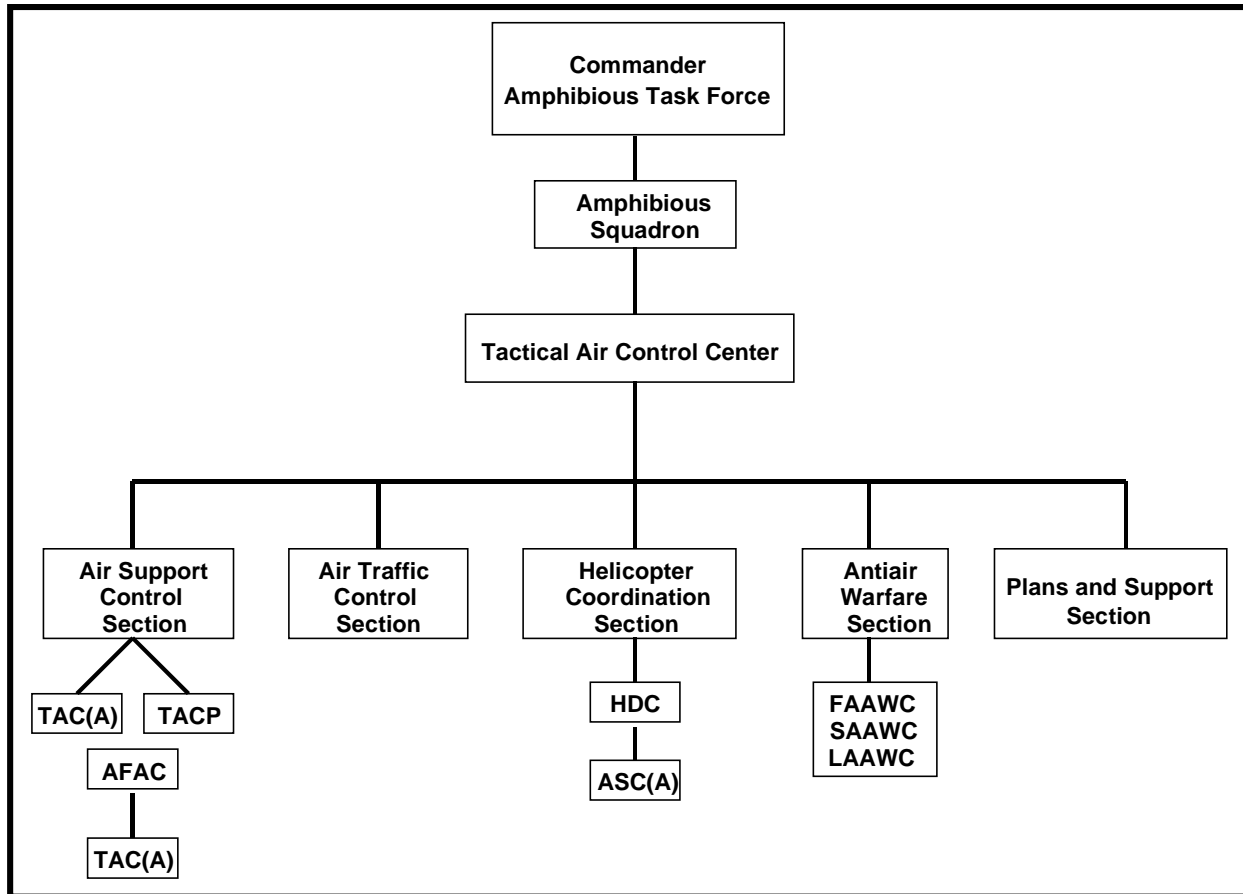 Commander
Amphibious Task Force
Amphibious
Squadron
Tactical Air Control Center
Air Support
Control
Section
Air Traffic
Control
Section
Helicopter
Coordination
Section
Antiair
Warfare
Section
Plans and Support
Section
TAC(A)
TACP
AFAC
TAC(A)
HDC
ASC(A)
FAAWC
SAAWC
LAAWC